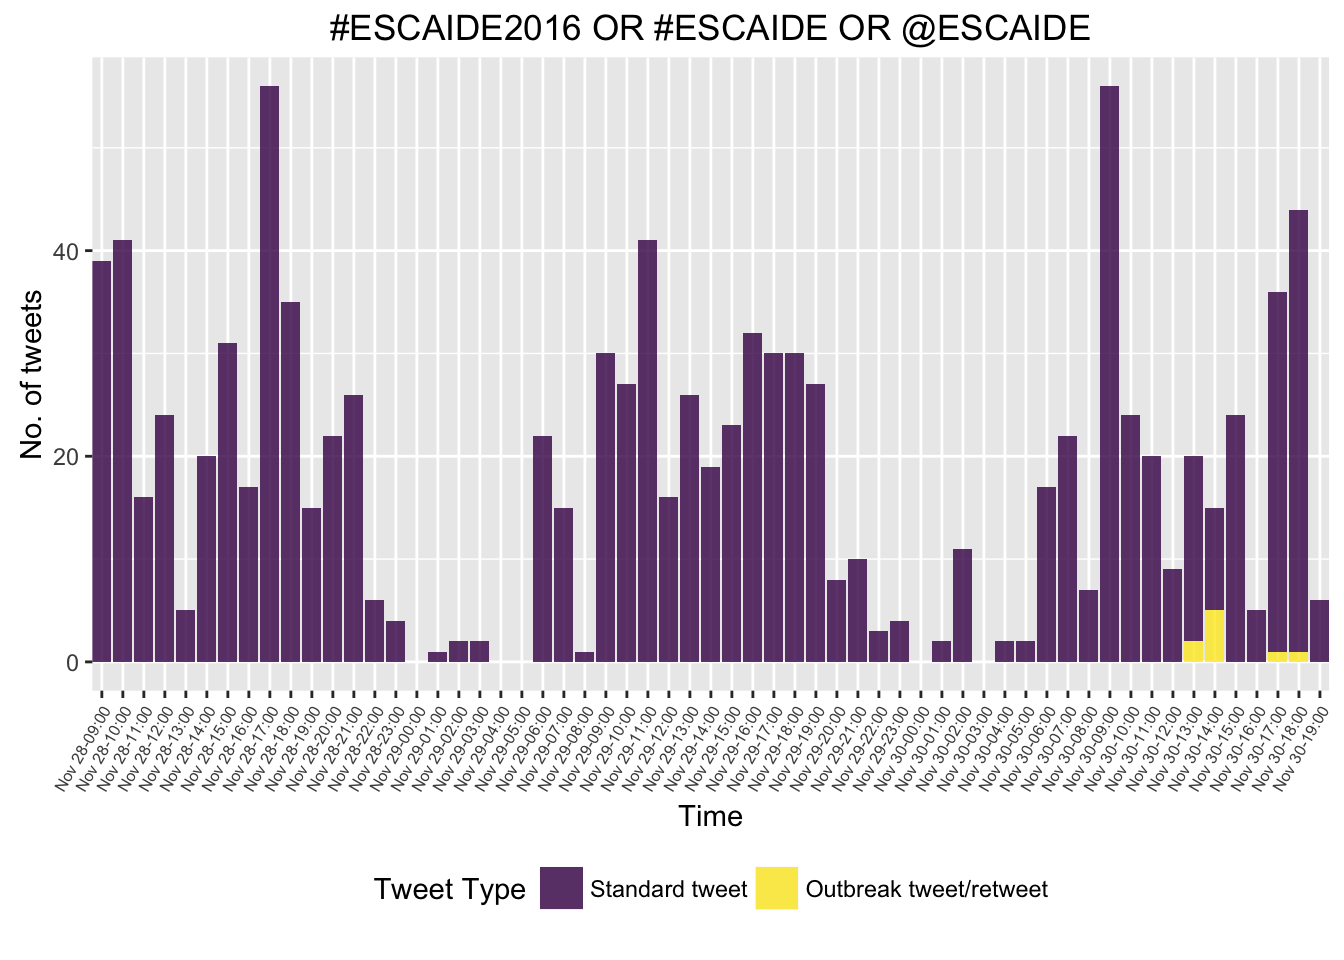 #ESCAIDE2016 OR #ESCAIDE OR @ESCAIDE
No. of tweets
40
20
0
Nov 28-09:00
Nov 28-10:00
Nov 28-11:00
Nov 28-12:00
Nov 28-13:00
Nov 28-14:00
Nov 28-15:00
Nov 28-16:00
Nov 28-17:00
Nov 28-18:00
Nov 28-19:00
Nov 28-20:00
Nov 28-21:00
Nov 28-22:00
Nov 28-23:00
Nov 29-00:00
Nov 29-01:00
Nov 29-02:00
Nov 29-03:00
Nov 29-04:00
Nov 29-05:00
Nov 29-06:00
Nov 29-07:00
Nov 29-08:00
Nov 29-09:00
Nov 29-10:00
Nov 29-11:00
Nov 29-12:00
Nov 29-13:00
Nov 29-14:00
Nov 29-15:00
Nov 29-16:00
Nov 29-17:00
Nov 29-18:00
Nov 29-19:00
Nov 29-20:00
Nov 29-21:00
Nov 29-22:00
Nov 29-23:00
Nov 30-00:00
Nov 30-01:00
Nov 30-02:00
Nov 30-03:00
Nov 30-04:00
Nov 30-05:00
Nov 30-06:00
Nov 30-07:00
Nov 30-08:00
Nov 30-09:00
Nov 30-10:00
Nov 30-11:00
Nov 30-12:00
Nov 30-13:00
Nov 30-14:00
Nov 30-15:00
Nov 30-16:00
Nov 30-17:00
Nov 30-18:00
Nov 30-19:00
Time
Tweet Type Standard tweet Outbreak tweet/retweet